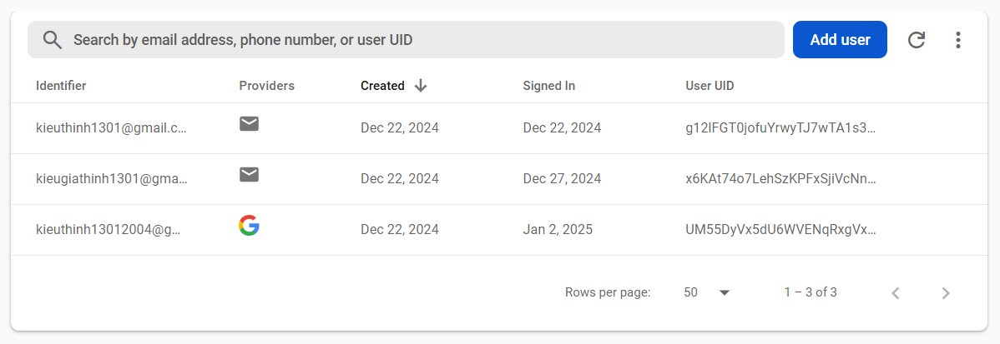 Search by email address, phone number, or user UID Add user
Identifier Providers Created Signed In User UID
kieuthinh1301@gmail.c... Dec 22, 2024 Dec 22, 2024 g12IFGT0jofuYrwyTJ7wTA1s3...
kieugiathinh1301@gma... Dec 22, 2024 Dec 27, 2024 x6KAt74o7LehSzKPFxSjiVcNn...
kieuthinh13012004@g... Dec 22, 2024 Jan 2, 2025 UM55DyVx5dU6WVENqRxgVx...
Rows per page: 50 1 – 3 of 3